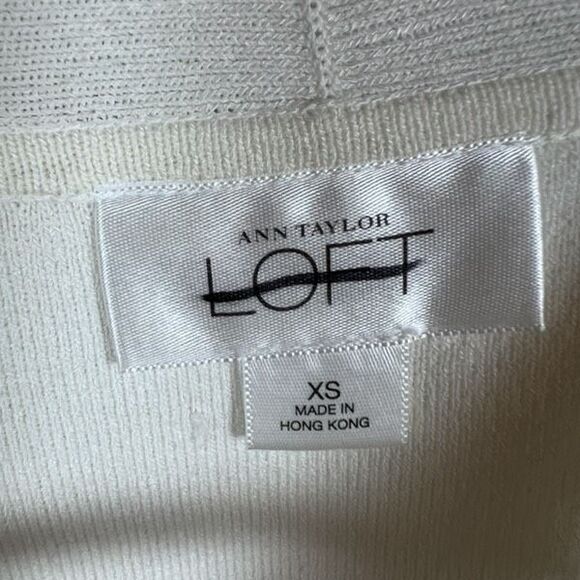 ANN TAYLOR
LOFT
XS
MADE IN
HONG KONG